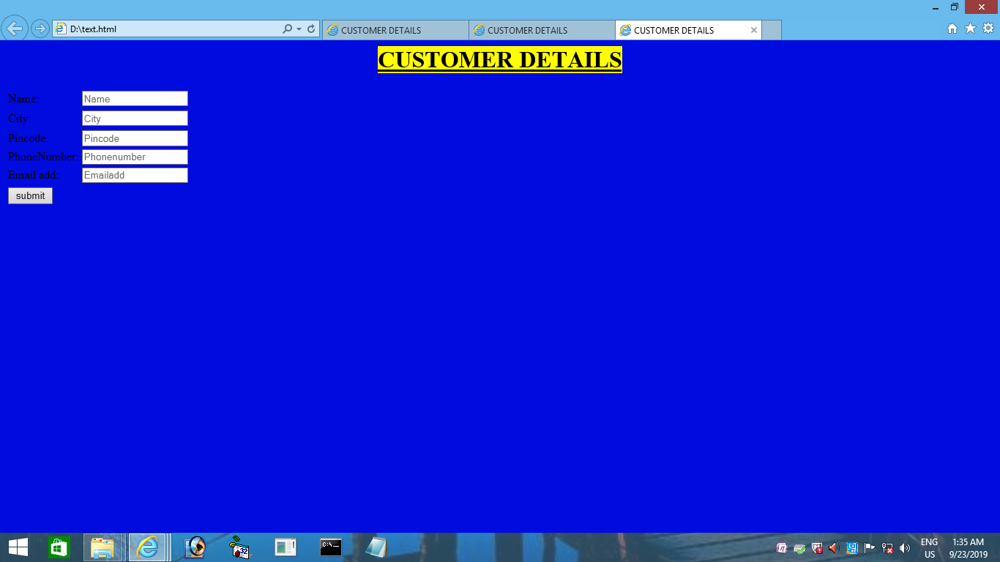 D:\text.html
CUSTOMER DETAILS
CUSTOMER DETAILS
CUSTOMER DETAILS
CUSTOMER DETAILS
Name: Name
City: City
Pincode: Pincode
PhoneNumber: Phonenumber
Email add: Emailadd
submit
32
C:\
ENG 1:35 AM
US 9/23/2019